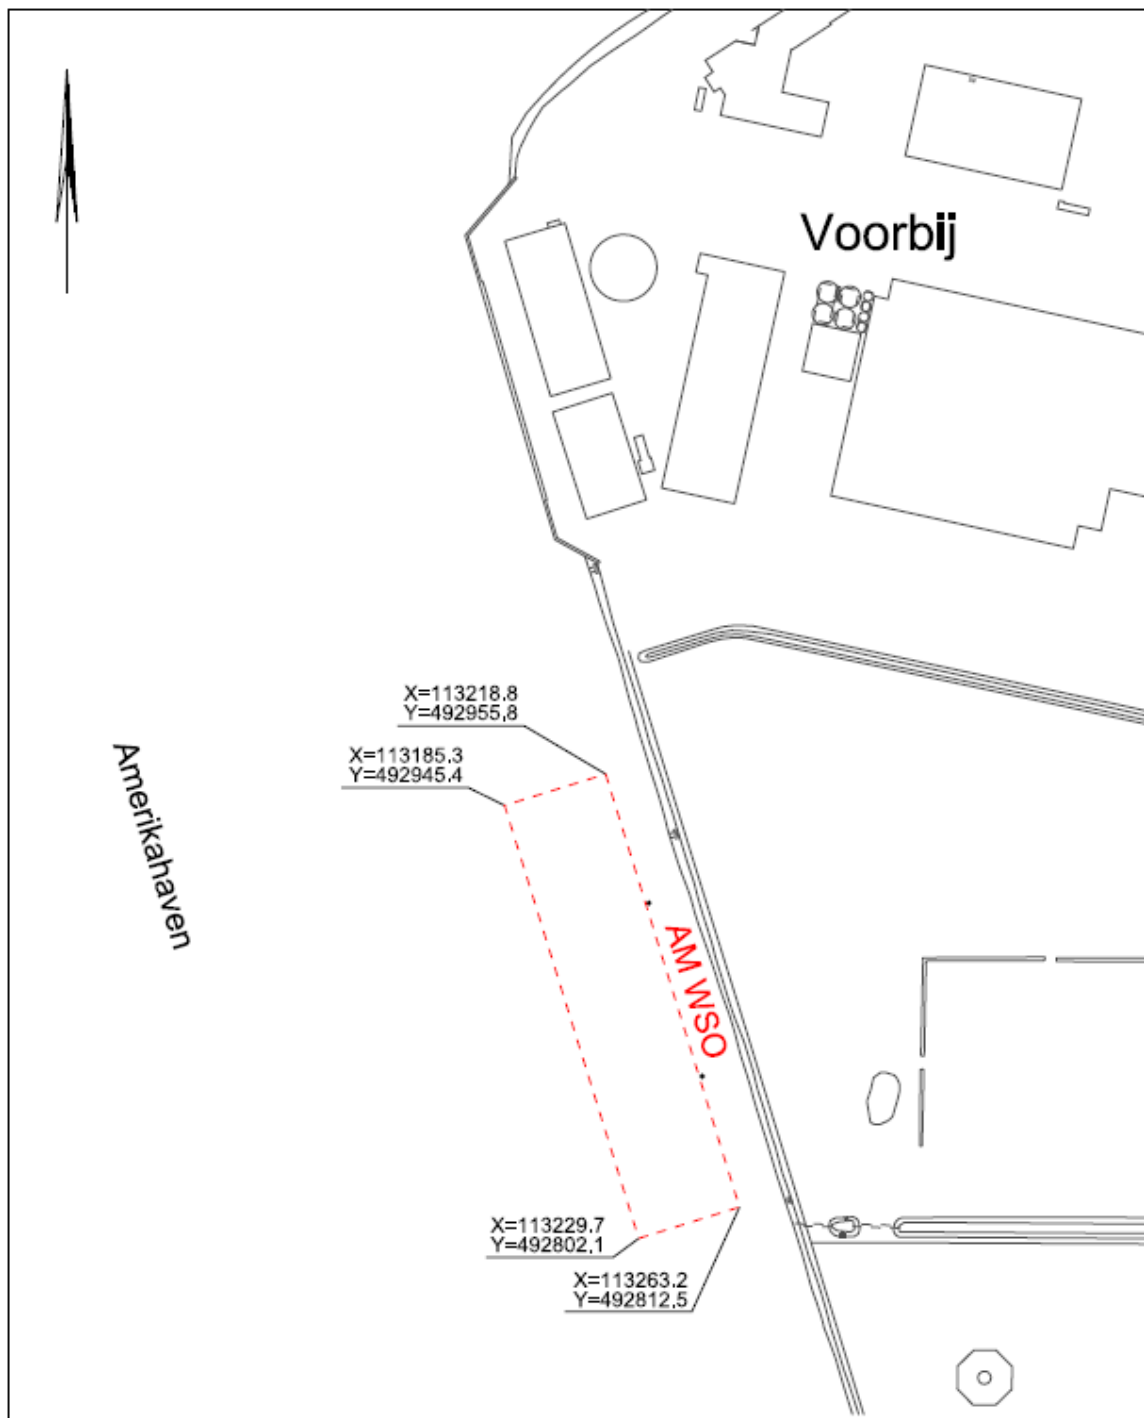 Voorbij
X=113218.8
Y=492955.8
X=113185.3
Y=492945.4
Amerikahaven
AM WSO
X=113229.7
Y=492802.1
X=113263.2
Y=492812.5